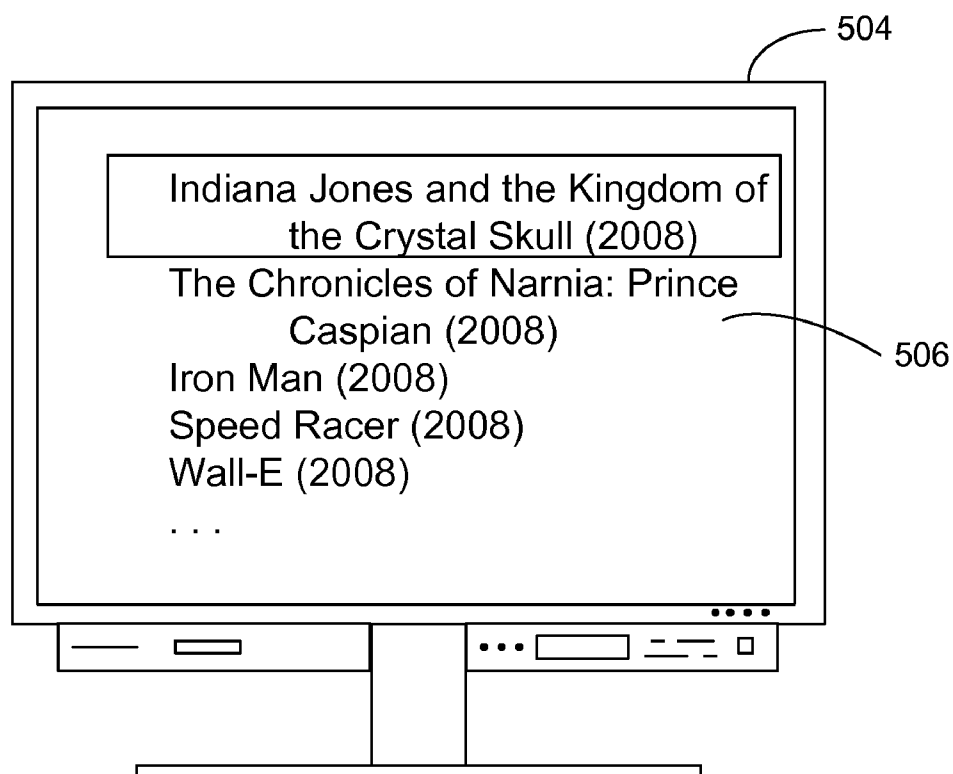 504
Indiana Jones and the Kingdom of
the Crystal Skull (2008)
The Chronicles of Narnia: Prince
Caspian (2008)
506
Iron Man (2008)
Speed Racer (2008)
Wall-E (2008)
. . .